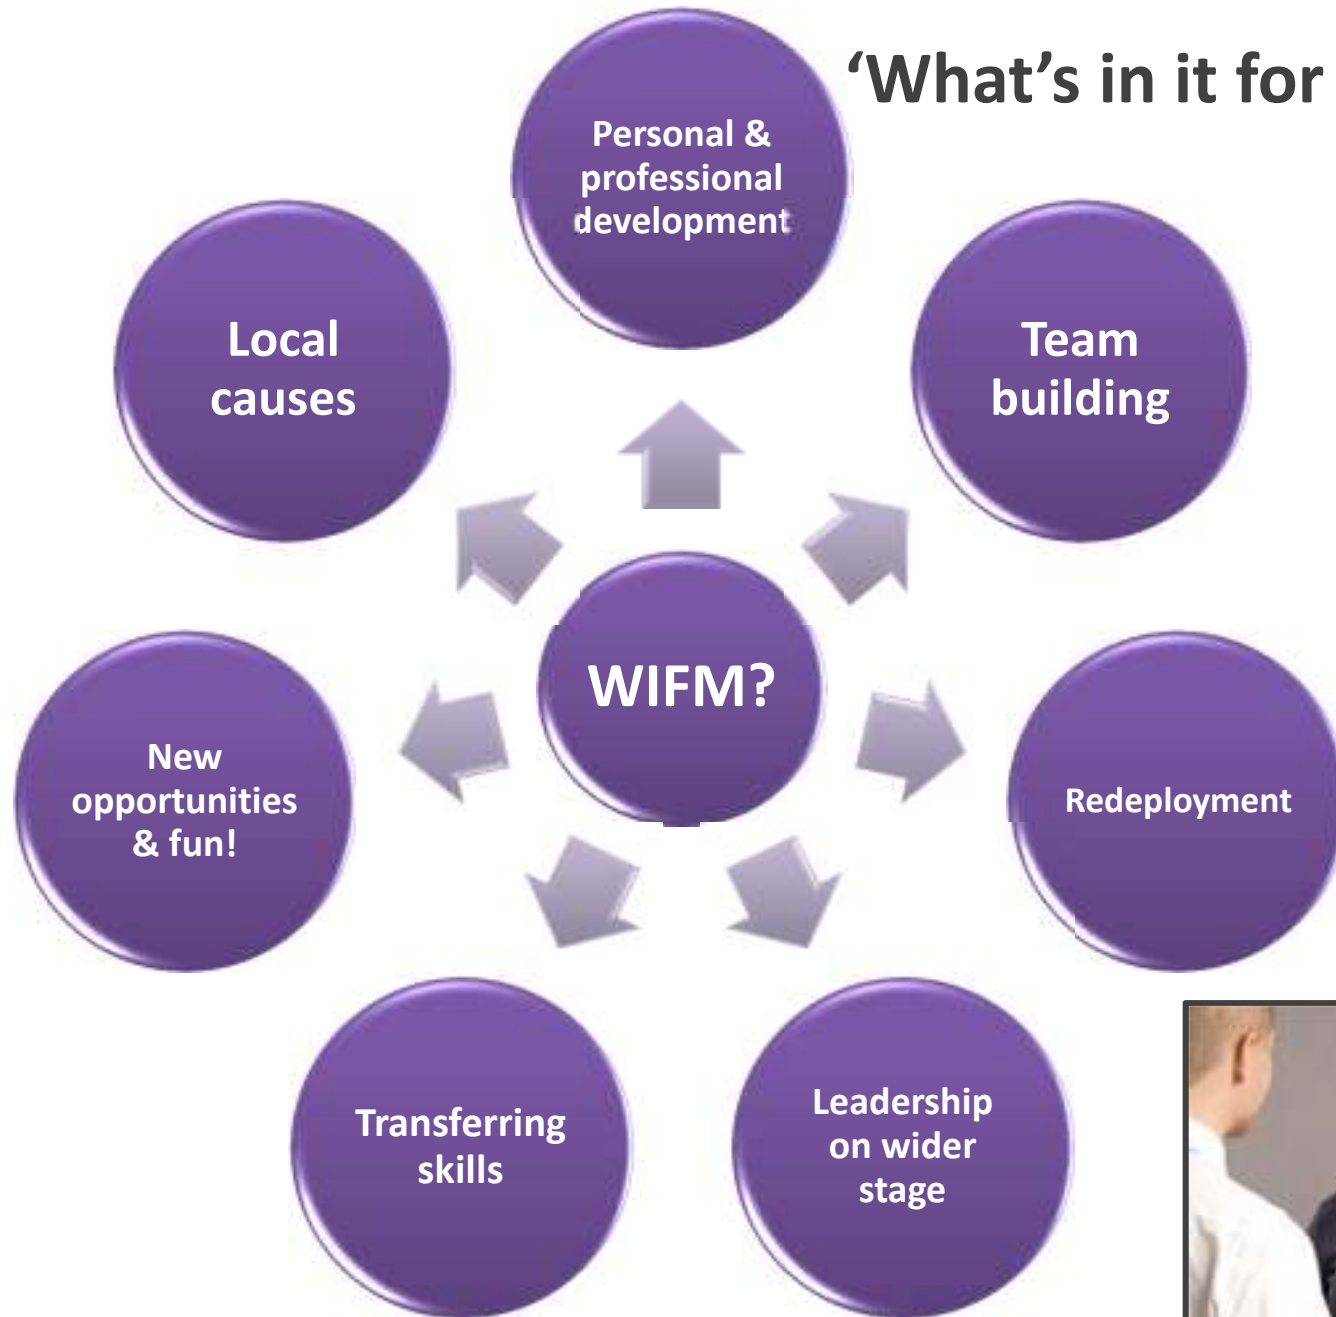 ‘What’s in it for
Personal &
professional
development
Local
causes
Team
building
WIFM?
New
opportunities
& fun!
Redeployment
Transferring
skills
Leadership
on wider
stage